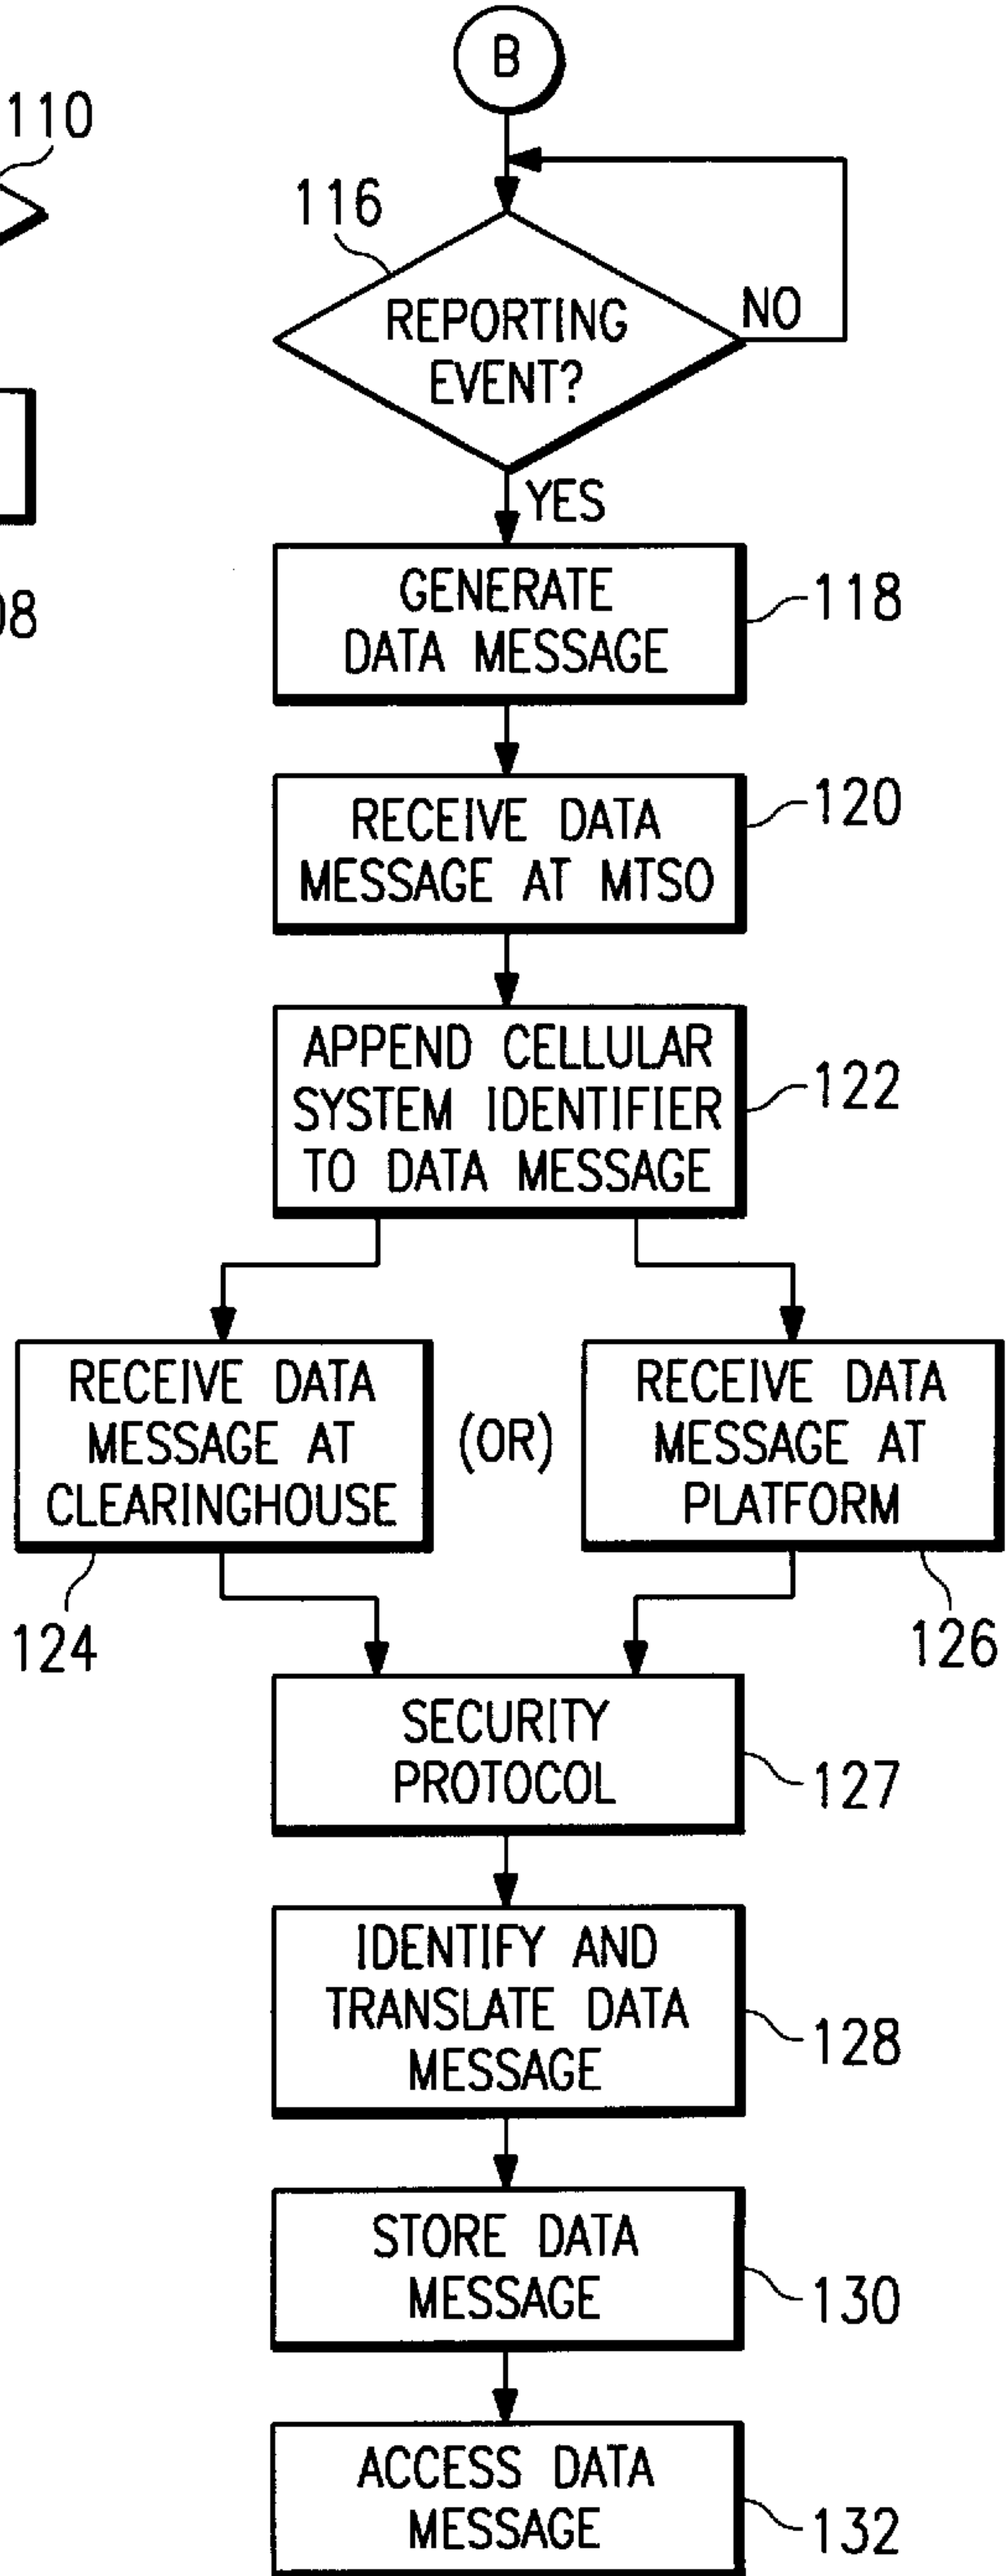 B
110
116
REPORTING
EVENT?
NO
YES
08
GENERATE
DATA MESSAGE
118
RECEIVE DATA
MESSAGE AT MTSO
120
APPEND CELLULAR
SYSTEM IDENTIFIER
TO DATA MESSAGE
122
RECEIVE DATA
MESSAGE AT
CLEARINGHOUSE
124
(OR)
RECEIVE DATA
MESSAGE AT
PLATFORM
126
SECURITY
PROTOCOL
127
IDENTIFY AND
TRANSLATE DATA
MESSAGE
128
STORE DATA
MESSAGE
130
ACCESS DATA
MESSAGE
132